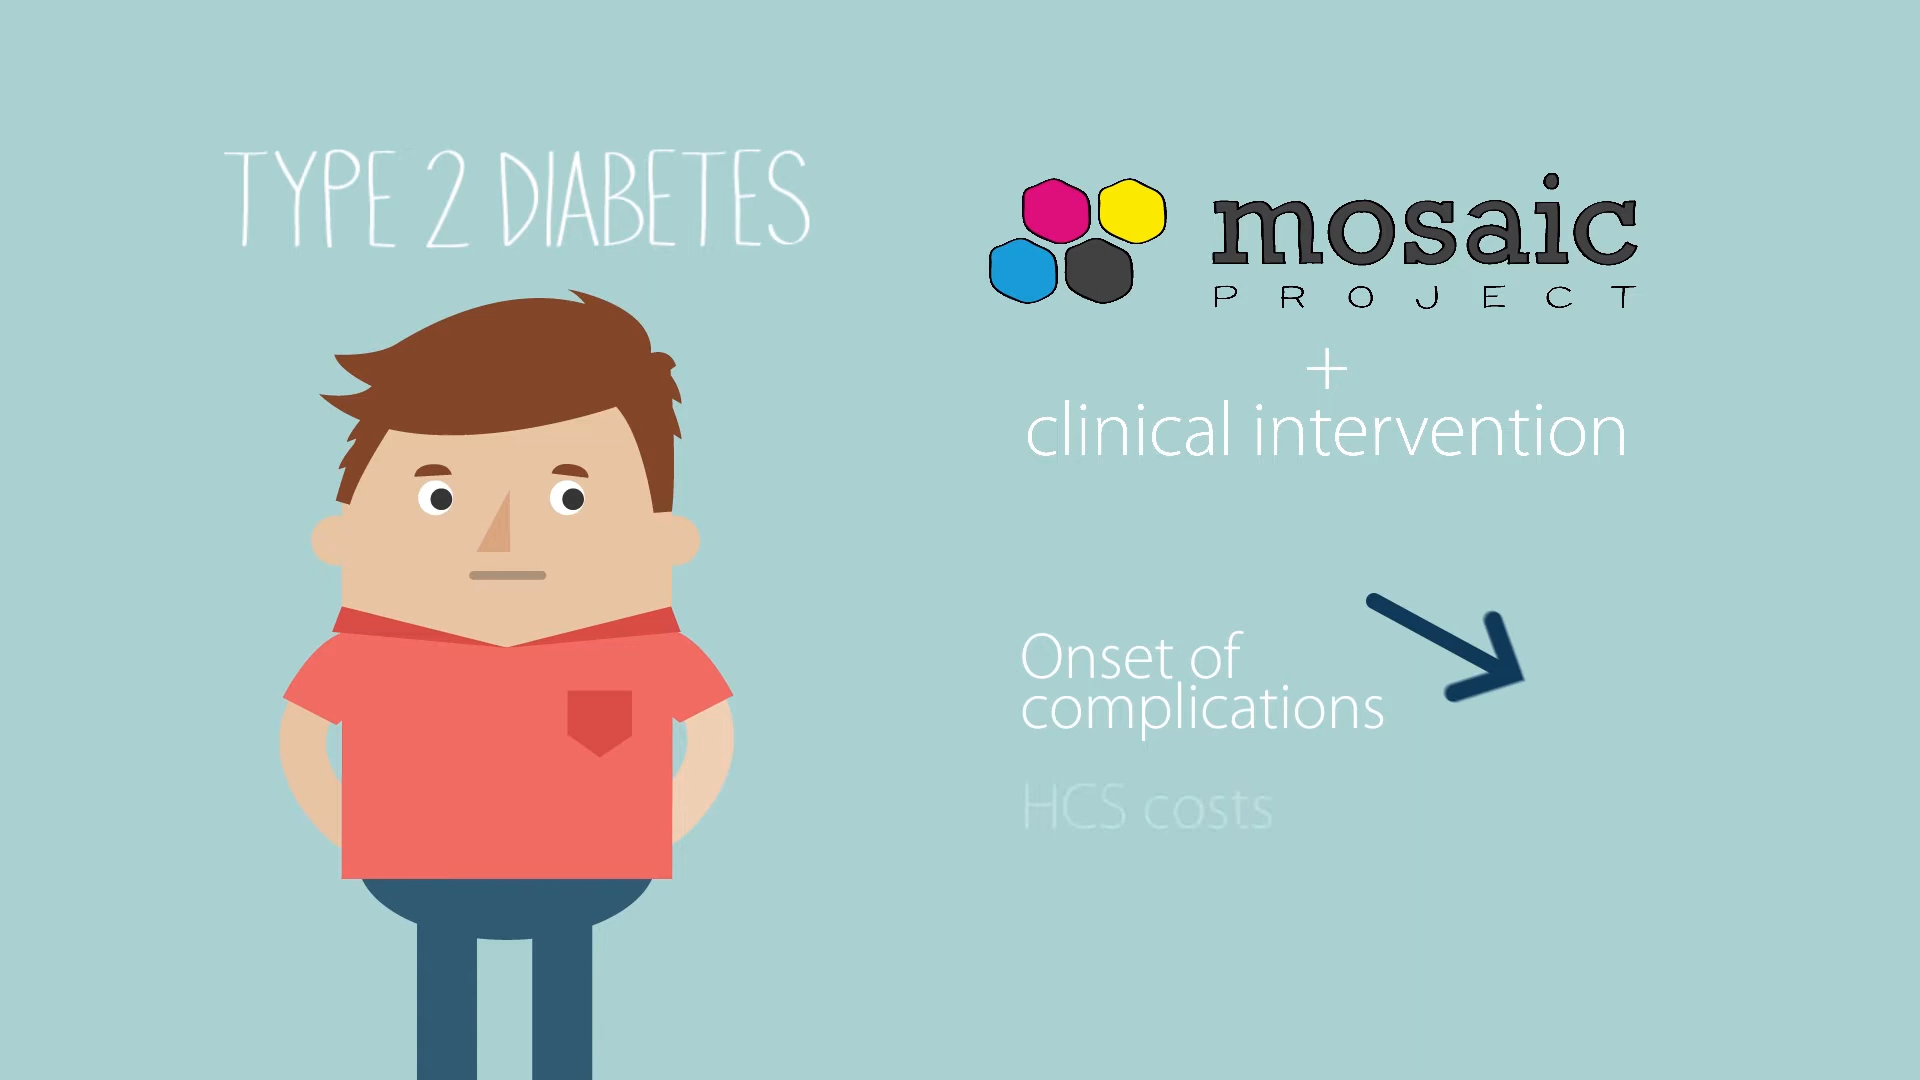 TYPE 2 DIABETES
mosaic
PROJECT
+
clinical intervention
Onset of
complications
HCS costs